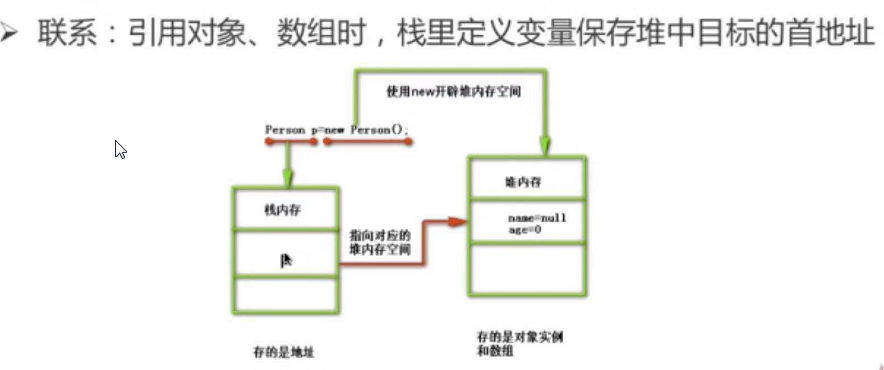 ➢ 联系：引用对象、数组时，栈里定义变量保存堆中目标的首地址
使用new开辟堆内存空间
Person p=new Person();
栈内存
堆内存
name=null
age=0
指向对应的
堆内存空间
p
存的是地址
存的是对象实例
和数组